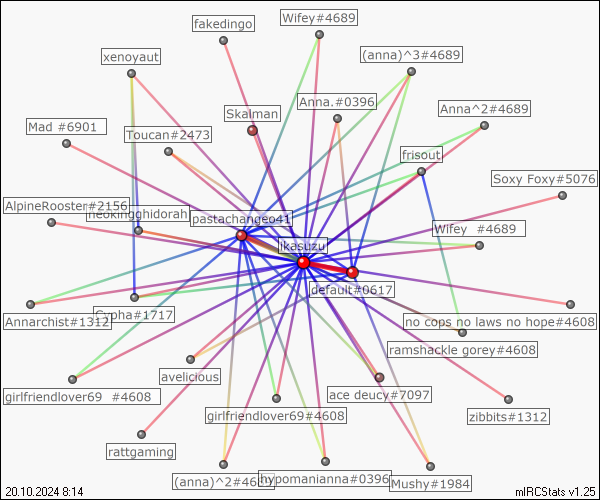 fakedingo
Wifey#4689
xenoyaut
(anna)^3#4689
Skalman
Anna.#0396
Anna^2#4689
Mad #6901
Toucan#2473
frisout
Soxy Foxy#5076
AlpineRooster#2156
neokingghidorah
pastachangeo41
Wifey #4689
ikasuzu
default#0617
Annarchist#1312
Cypha#1717
no cops no laws no hope#4608
ramshackle gorey#4608
avelicious
girlfriendlover69 #4608
ace deucy#7097
girlfriendlover69#4608
zibbits#1312
rattgaming
(anna)^2#46
hypomanianna#0396
Mushy#1984
20.10.2024 8:14
mIRCStats v1.25